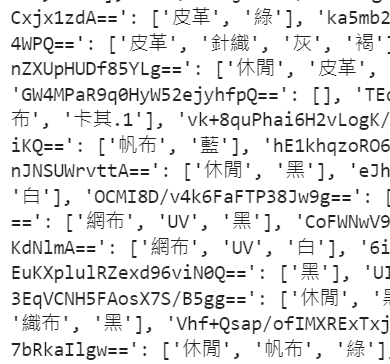 Cxjx1zdA==': ['皮革', '綠'], 'ka5mb2
4WPQ==': ['皮革', '針織', '灰', '褐'
nZXUpHUDf85YLg==': ['休閒', '皮革',
'GW4MPaR9q0HyW52ejyhfpQ==': [], 'TEc
布', '卡其.1'], 'vk+8quPhai6H2vLogK/
iKQ==': ['帆布', '藍'], 'hE1khqzoRO6
nJNSUWrvttA==': ['休閒', '黑'], 'eJh
'白'], 'OCMI8D/v4k6FaFTP38Jw9g==': [
==': ['網布', 'UV', '黑'], 'CoFWNwV9
KdNlmA==': ['網布', 'UV', '白'], '6i
EuKXplulRZexd96viN0Q==': ['黑'], 'UI
3EqVCNH5FAosX7S/B5gg==': ['休閒', '黑
'織布', '黑'], 'Vhf+Qsap/ofIMXRExTxj
7bRkaIlgw==': ['休閒', '帆布', '綠']